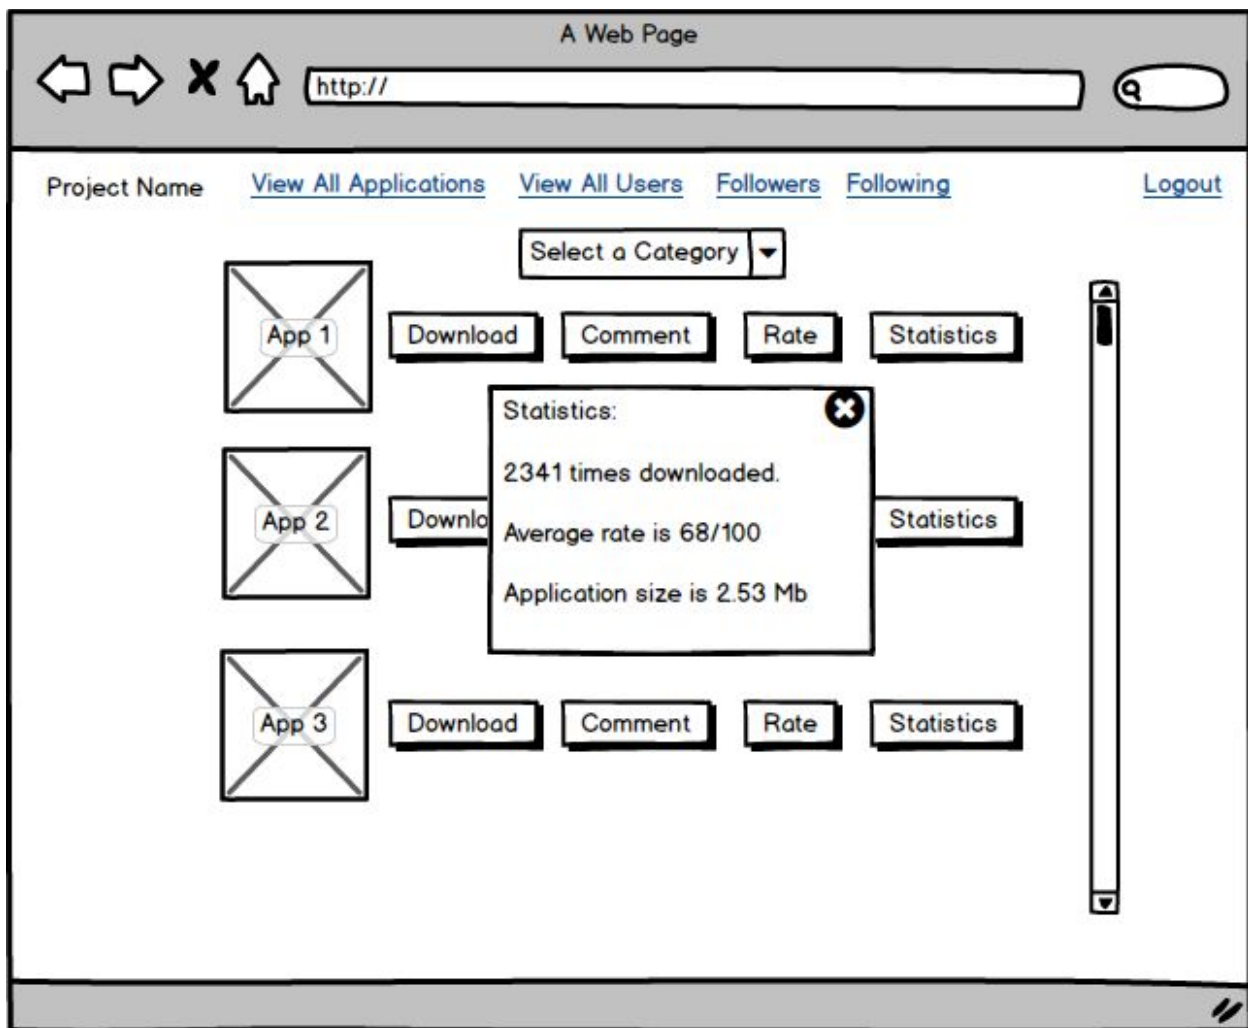 A Web Page
http://
Project Name View All Applications View All Users Followers Following Logout
Select a Category
App 1 Download Comment Rate Statistics
Statistics:
2341 times downloaded.
App 2 Downlo Statistics
Average rate is 68/100
Application size is 2.53 Mb
App 3 Download Comment Rate Statistics